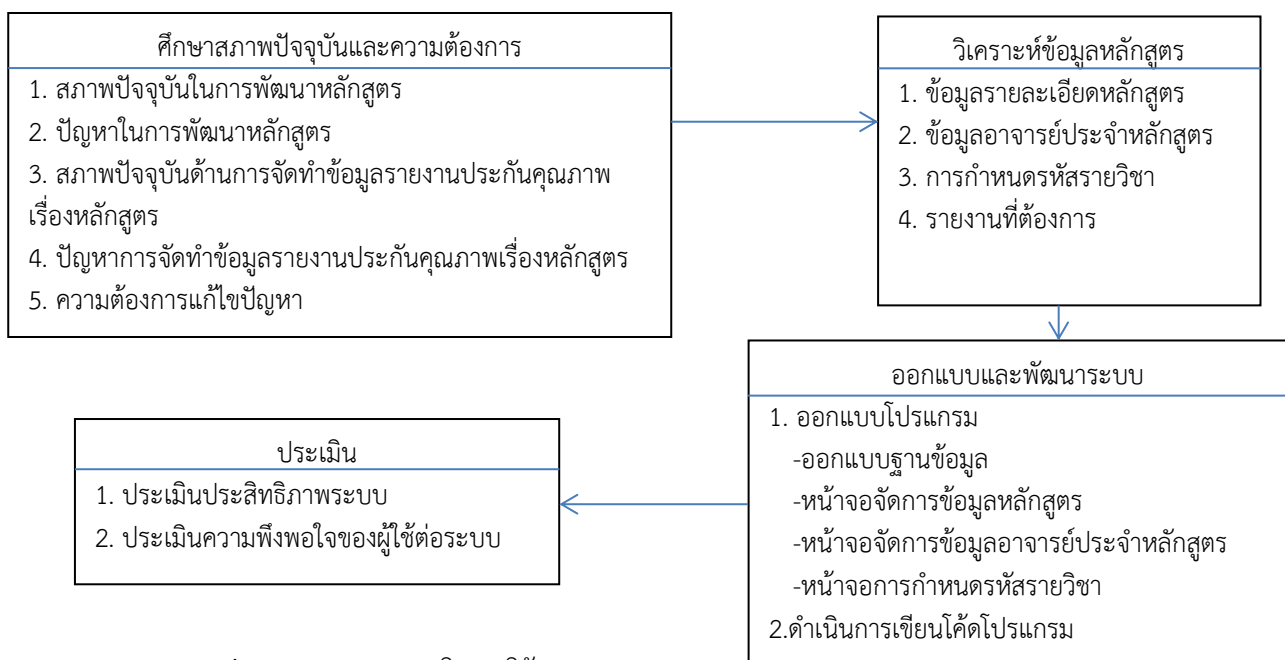 ศึกษาสภาพปัจจุบันและความต้องการ
1. สภาพปัจจุบันในการพัฒนาหลักสูตร
2. ปัญหาในการพัฒนาหลักสูตร
3. สภาพปัจจุบันด้านการจัดทำข้อมูลรายงานประกันคุณภาพ
เรื่องหลักสูตร
4. ปัญหาการจัดทำข้อมูลรายงานประกันคุณภาพเรื่องหลักสูตร
5. ความต้องการแก้ไขปัญหา
วิเคราะห์ข้อมูลหลักสูตร
1. ข้อมูลรายละเอียดหลักสูตร
2. ข้อมูลอาจารย์ประจำหลักสูตร
3. การกำหนดรหัสรายวิชา
4. รายงานที่ต้องการ
ออกแบบและพัฒนาระบบ
1. ออกแบบโปรแกรม
-ออกแบบฐานข้อมูล
-หน้าจอจัดการข้อมูลหลักสูตร
-หน้าจอจัดการข้อมูลอาจารย์ประจำหลักสูตร
-หน้าจอการกำหนดรหัสรายวิชา
2.ดำเนินการเขียนโค้ดโปรแกรม
ประเมิน
1. ประเมินประสิทธิภาพระบบ
2. ประเมินความพึงพอใจของผู้ใช้ต่อระบบ